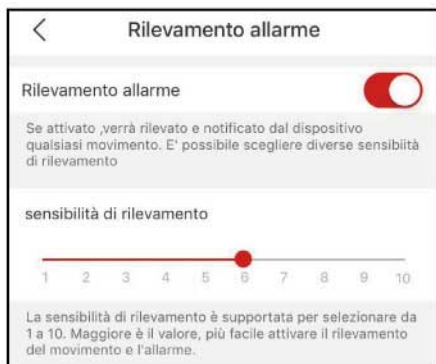 Rilevamento allarme
Rilevamento allarme
Se attivato ,verrà rilevato e notificato dal dispositivo
qualsiasi movimento. E' possibile scegliere diverse sensibiità
di rilevamento
sensibilità di rilevamento
1 2 3 4 5 6 7 8 9 10
La sensibilità di rilevamento è supportata per selezionare da
1 a 10. Maggiore è il valore, più facile attivare il rilevamento
del movimento e l'allarme.